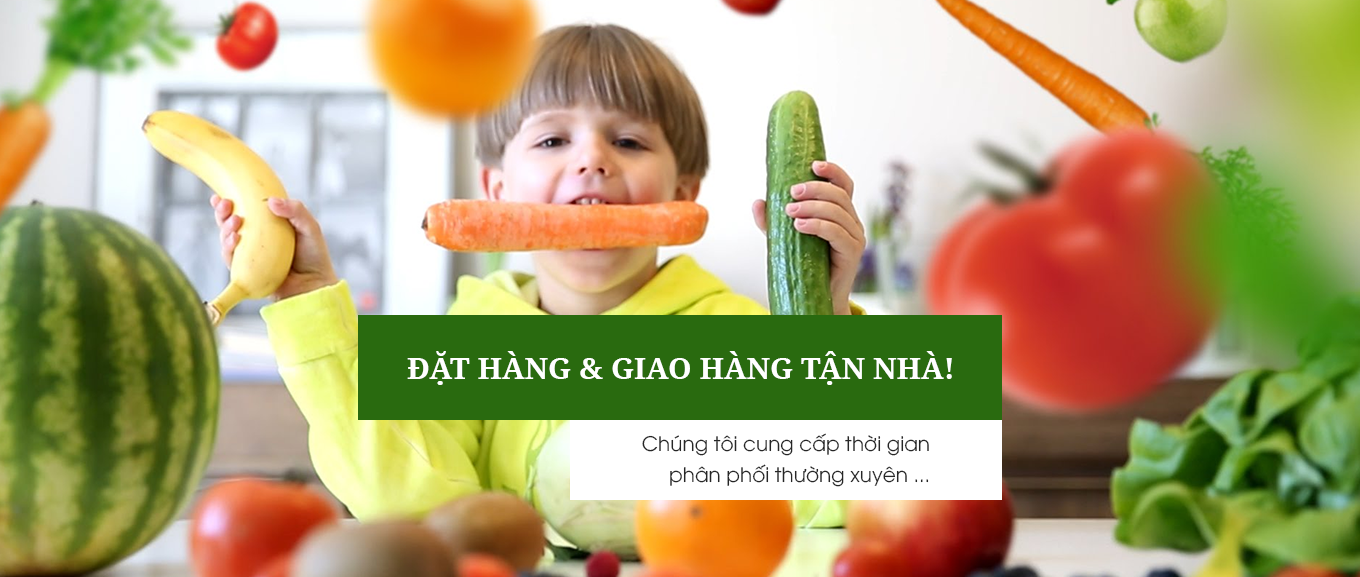 ĐẶT HÀNG & GIAO HÀNG TẬN NHÀ!
Chúng tôi cung cấp thời gian
phân phối thường xuyên ...